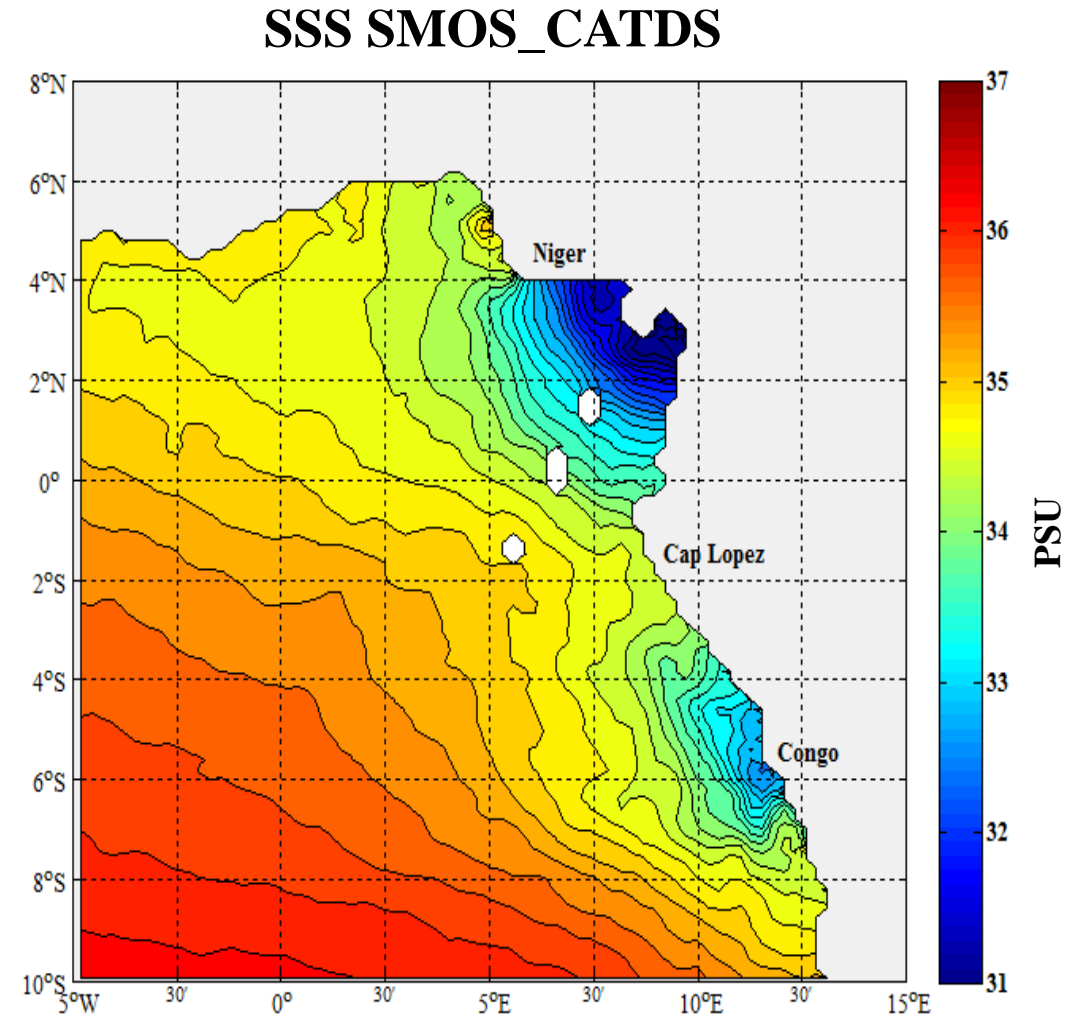 SSS SMOS_CATDS
8°N
6°N
4°N
2°N
0°
2°S
4°S
6°S
8°S
10°S
5°W 30' 0° 30' 5°E 30' 10°E 30' 15°E
Niger
Cap Lopez
Congo
37
36
35
34
33
32
31
PSU